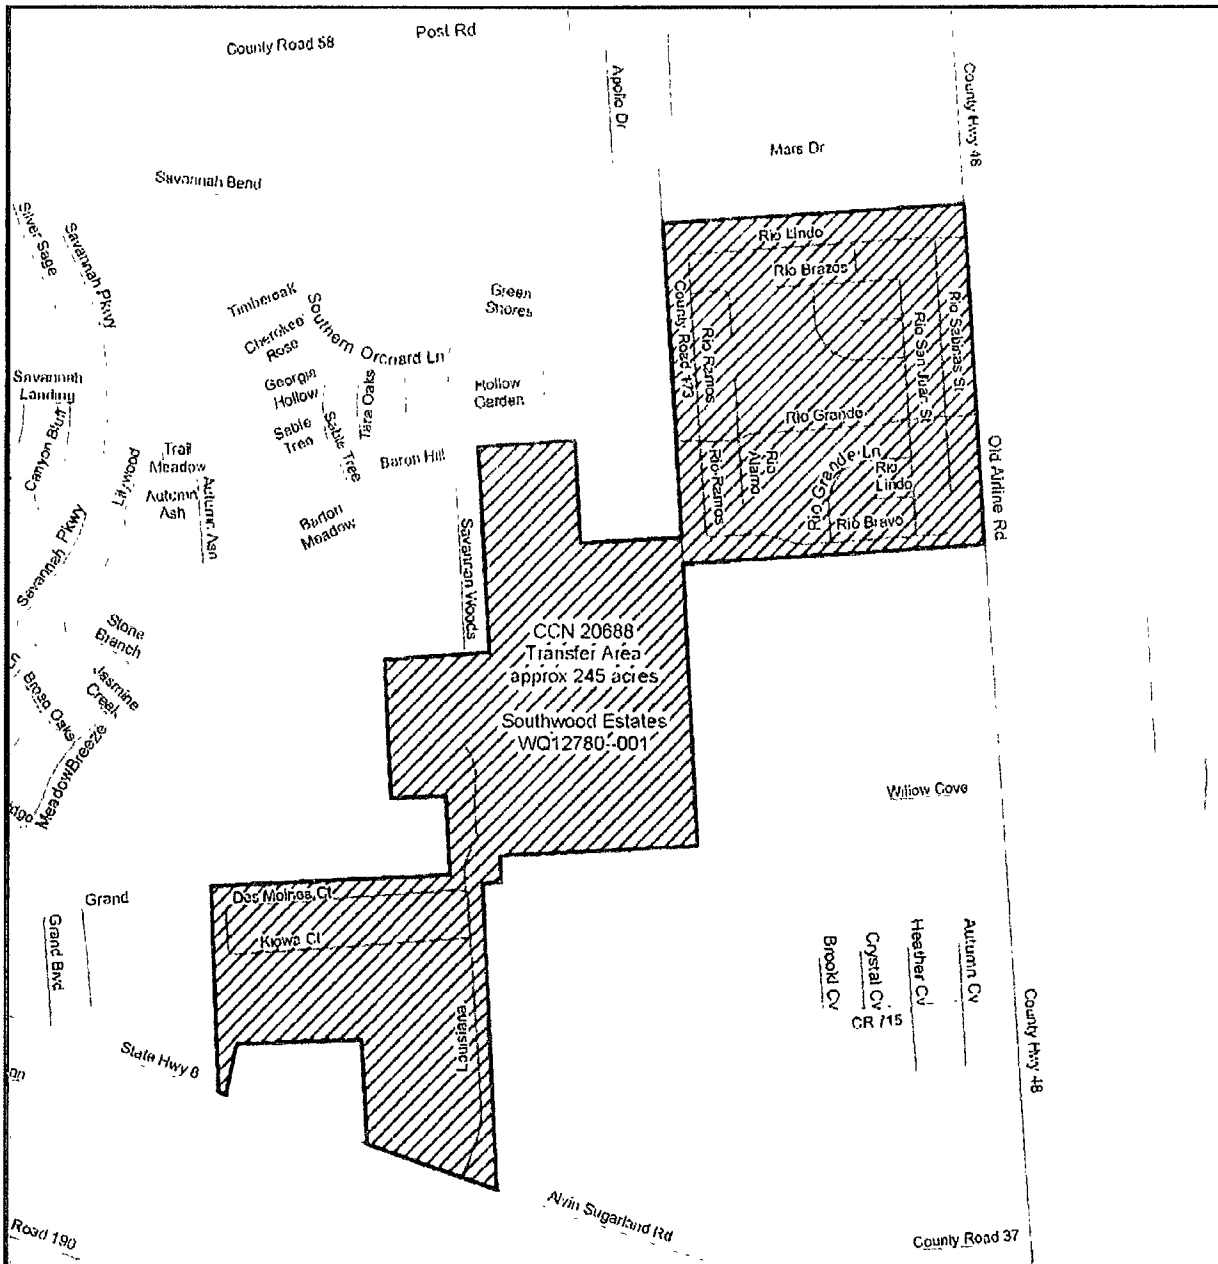 County Road 58
Post Rd
Apollo Dr
County Hwy 48
Mars Dr
Savannah Bend
Silver Sage
Savannah Pkwy
Rio Lindo
Rio Brazos
Timberoak
Southern Orchard Ln
Green
Shores
Cherokee
Rose
County Road 173
Rio Ramos
Rio San Juan St
Rio Sabinas St
Savannah
Landing
Georgia
Hollow
Tara Oaks
Hollow
Garden
Canyon Bluff
Sable
Tree
Sable Tree
Rio Grande
Trail
Meadow
Lilywood
Baron Hill
Rio Ramos
Rio
Alamo
Rio Grande Ln
Rio
Lindo
Old Airline Rd
Autumn
Ash
Autumn Ash
Barton
Meadow
Rio Bravo
Savannah Pkwy
Savannah Woods
Stone
Branch
CCN 20688
Transfer Area
approx 245 acres
Jasmine
Creek
Broad Oaks
Southwood Estates
WQ12780-001
MeadowBreeze
Willow Cove
dge
Grand
Des Moines Ct
Grand Blvd
Kiowa Ct
Brookl Cv
Crystal Cv
Heather Cv
Autumn Cv
CR 715
Louisiana
County Hwy 48
State Hwy 6
on
Alvin Sugarland Rd
Road 190
County Road 37